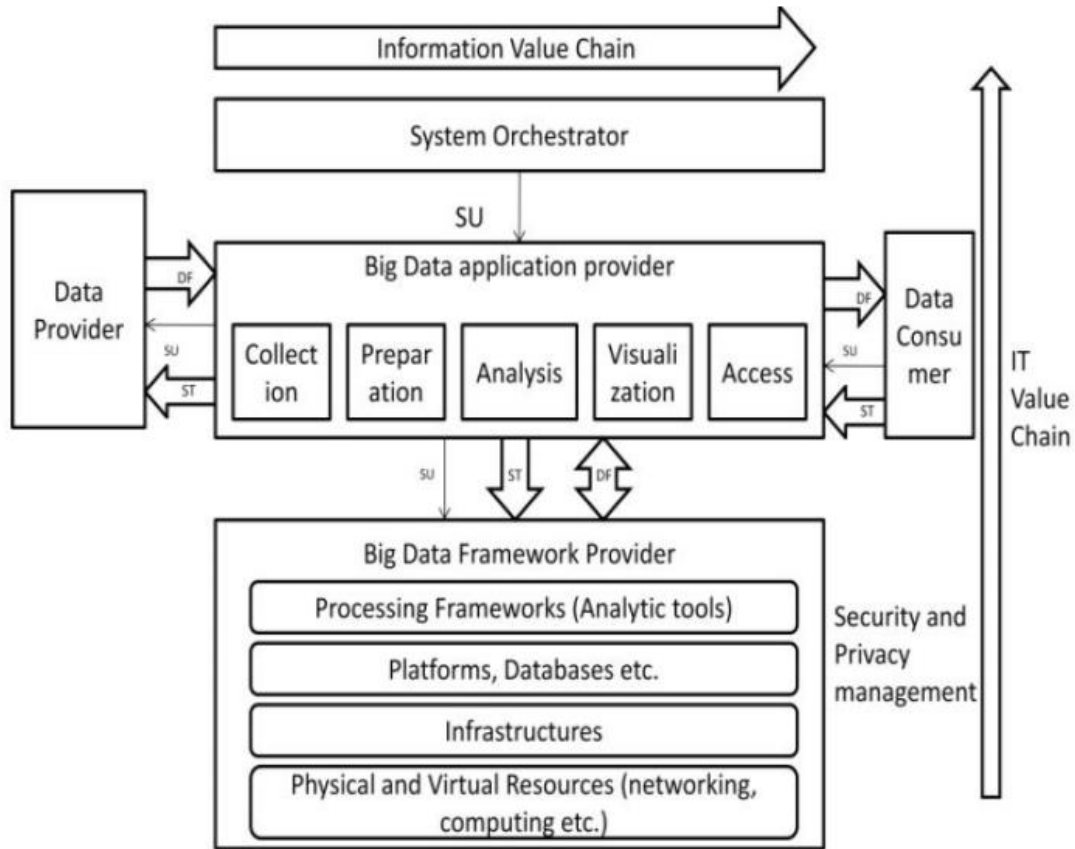 Information Value Chain
System Orchestrator
SU
Big Data application provider
Data
Provider
DF
SU
ST
Collect
ion
Prepar
ation
Analysis
Visuali
zation
Access
DF
SU
ST
Data
Consu
mer
IT
Value
Chain
SU
ST
DF
Big Data Framework Provider
Processing Frameworks (Analytic tools)
Platforms, Databases etc.
Infrastructures
Physical and Virtual Resources (networking,
computing etc.)
Security and
Privacy
management